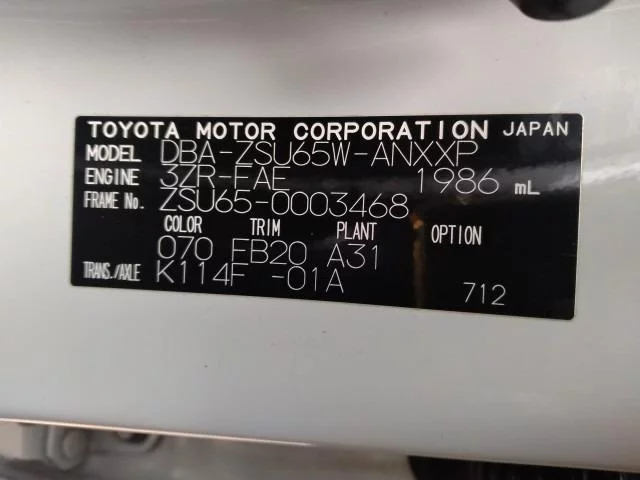 TOYOTA MOTOR CORPORATION JAPAN
MODEL DBA-ZSU65W-ANXXP
ENGINE 3ZR-FAE 1986 mL
FRAME No. ZSU65-0003468
COLOR TRIM PLANT OPTION
070 EB20 A31
TRANS./AXLE K114F -01A
712